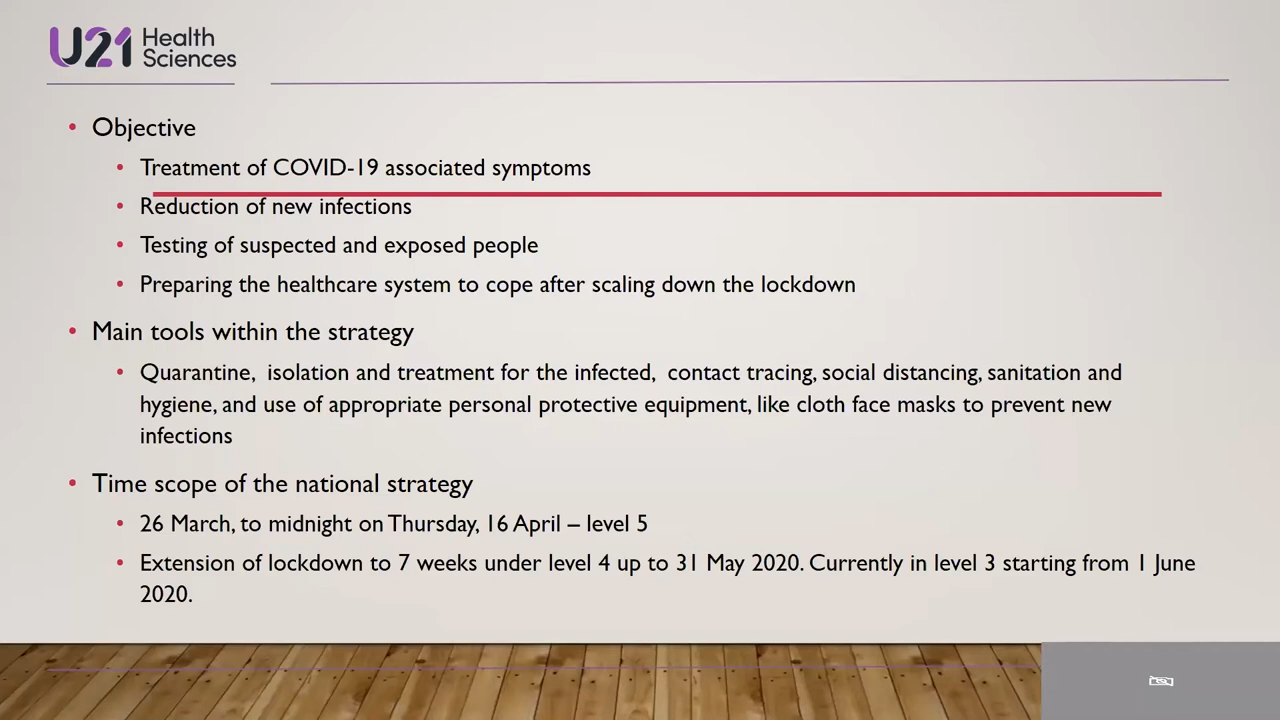 U21 Health
Sciences
• Objective
• Treatment of COVID-19 associated symptoms
• Reduction of new infections
• Testing of suspected and exposed people
• Preparing the healthcare system to cope after scaling down the lockdown
• Main tools within the strategy
• Quarantine,  isolation and treatment for the infected,  contact tracing, social distancing, sanitation and
hygiene, and use of appropriate personal protective equipment, like cloth face masks to prevent new
infections
• Time scope of the national strategy
• 26 March, to midnight on Thursday, 16 April – level 5
• Extension of lockdown to 7 weeks under level 4 up to 31 May 2020. Currently in level 3 starting from 1 June
2020.